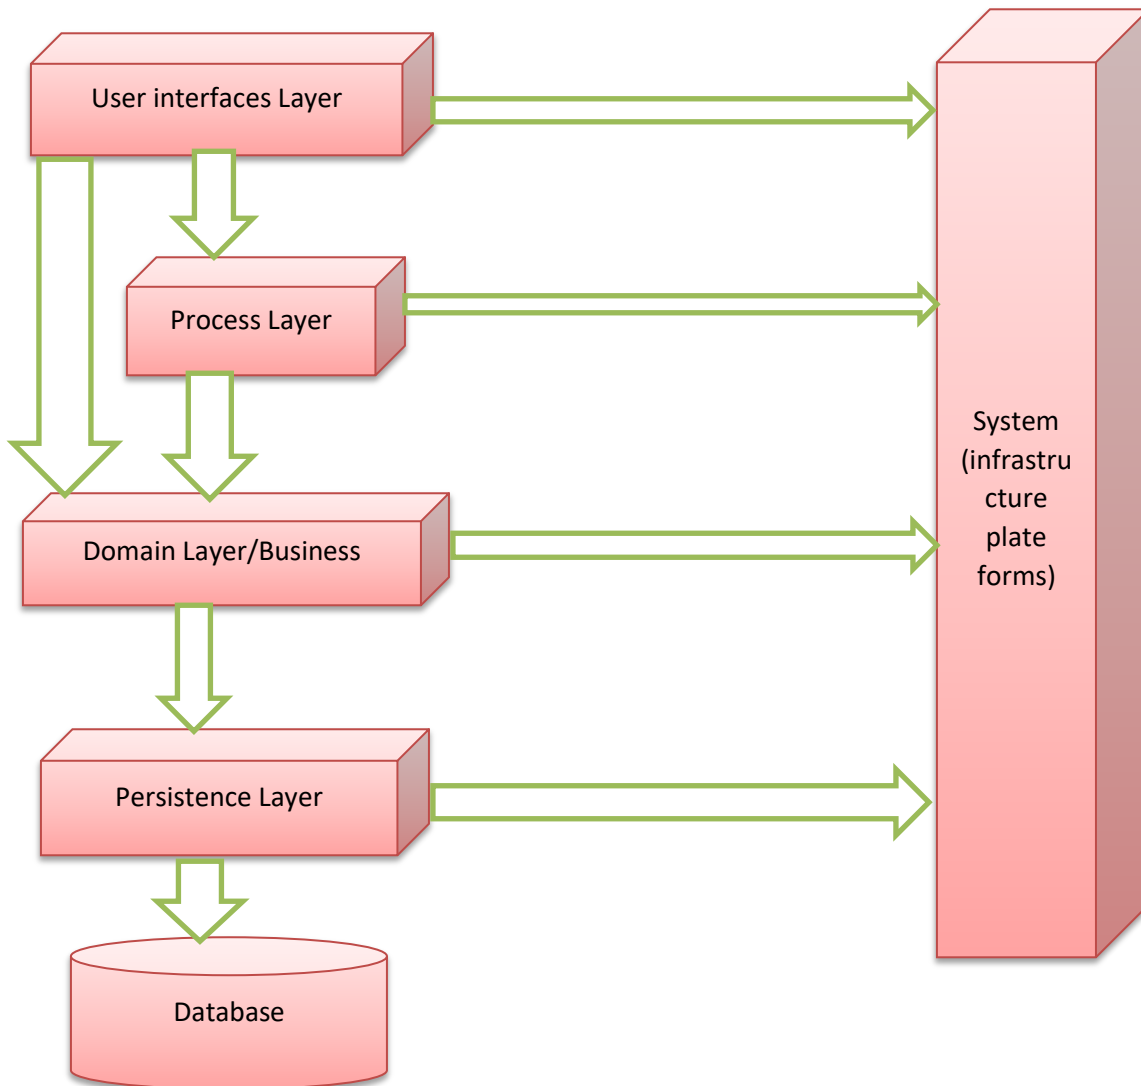 User interfaces Layer
Process Layer
System
(infrastru
cture
plate
forms)
Domain Layer/Business
Persistence Layer
Database